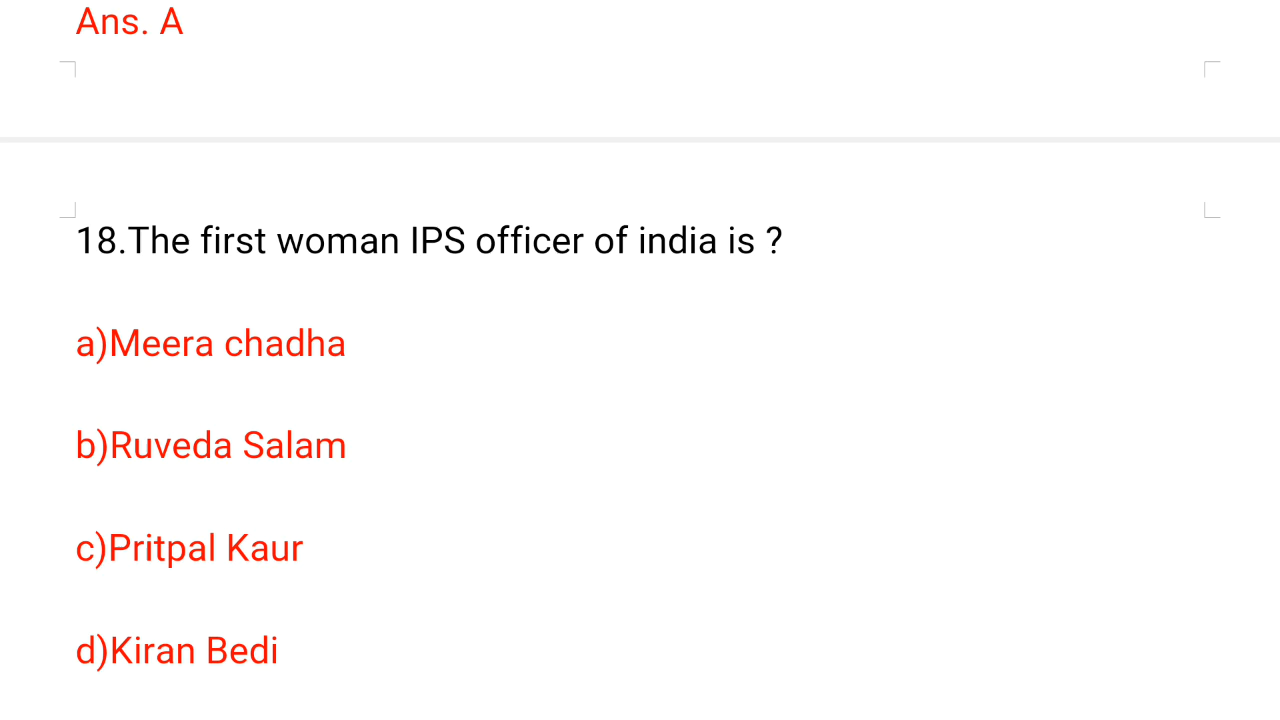 Ans. A
18.The first woman IPS officer of india is ?
a)Meera chadha
b)Ruveda Salam
c)Pritpal Kaur
d)Kiran Bedi